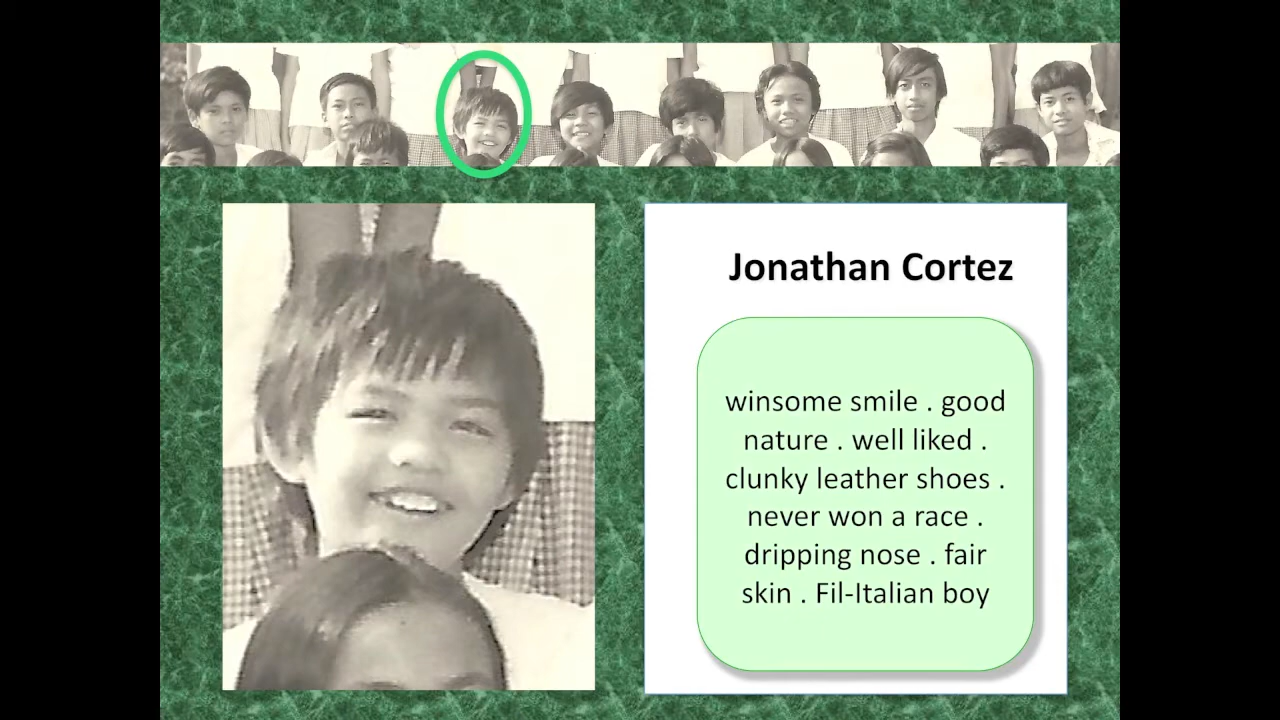 Jonathan Cortez
winsome smile . good
nature . well liked .
clunky leather shoes .
never won a race .
dripping nose . fair
skin . Fil-Italian boy